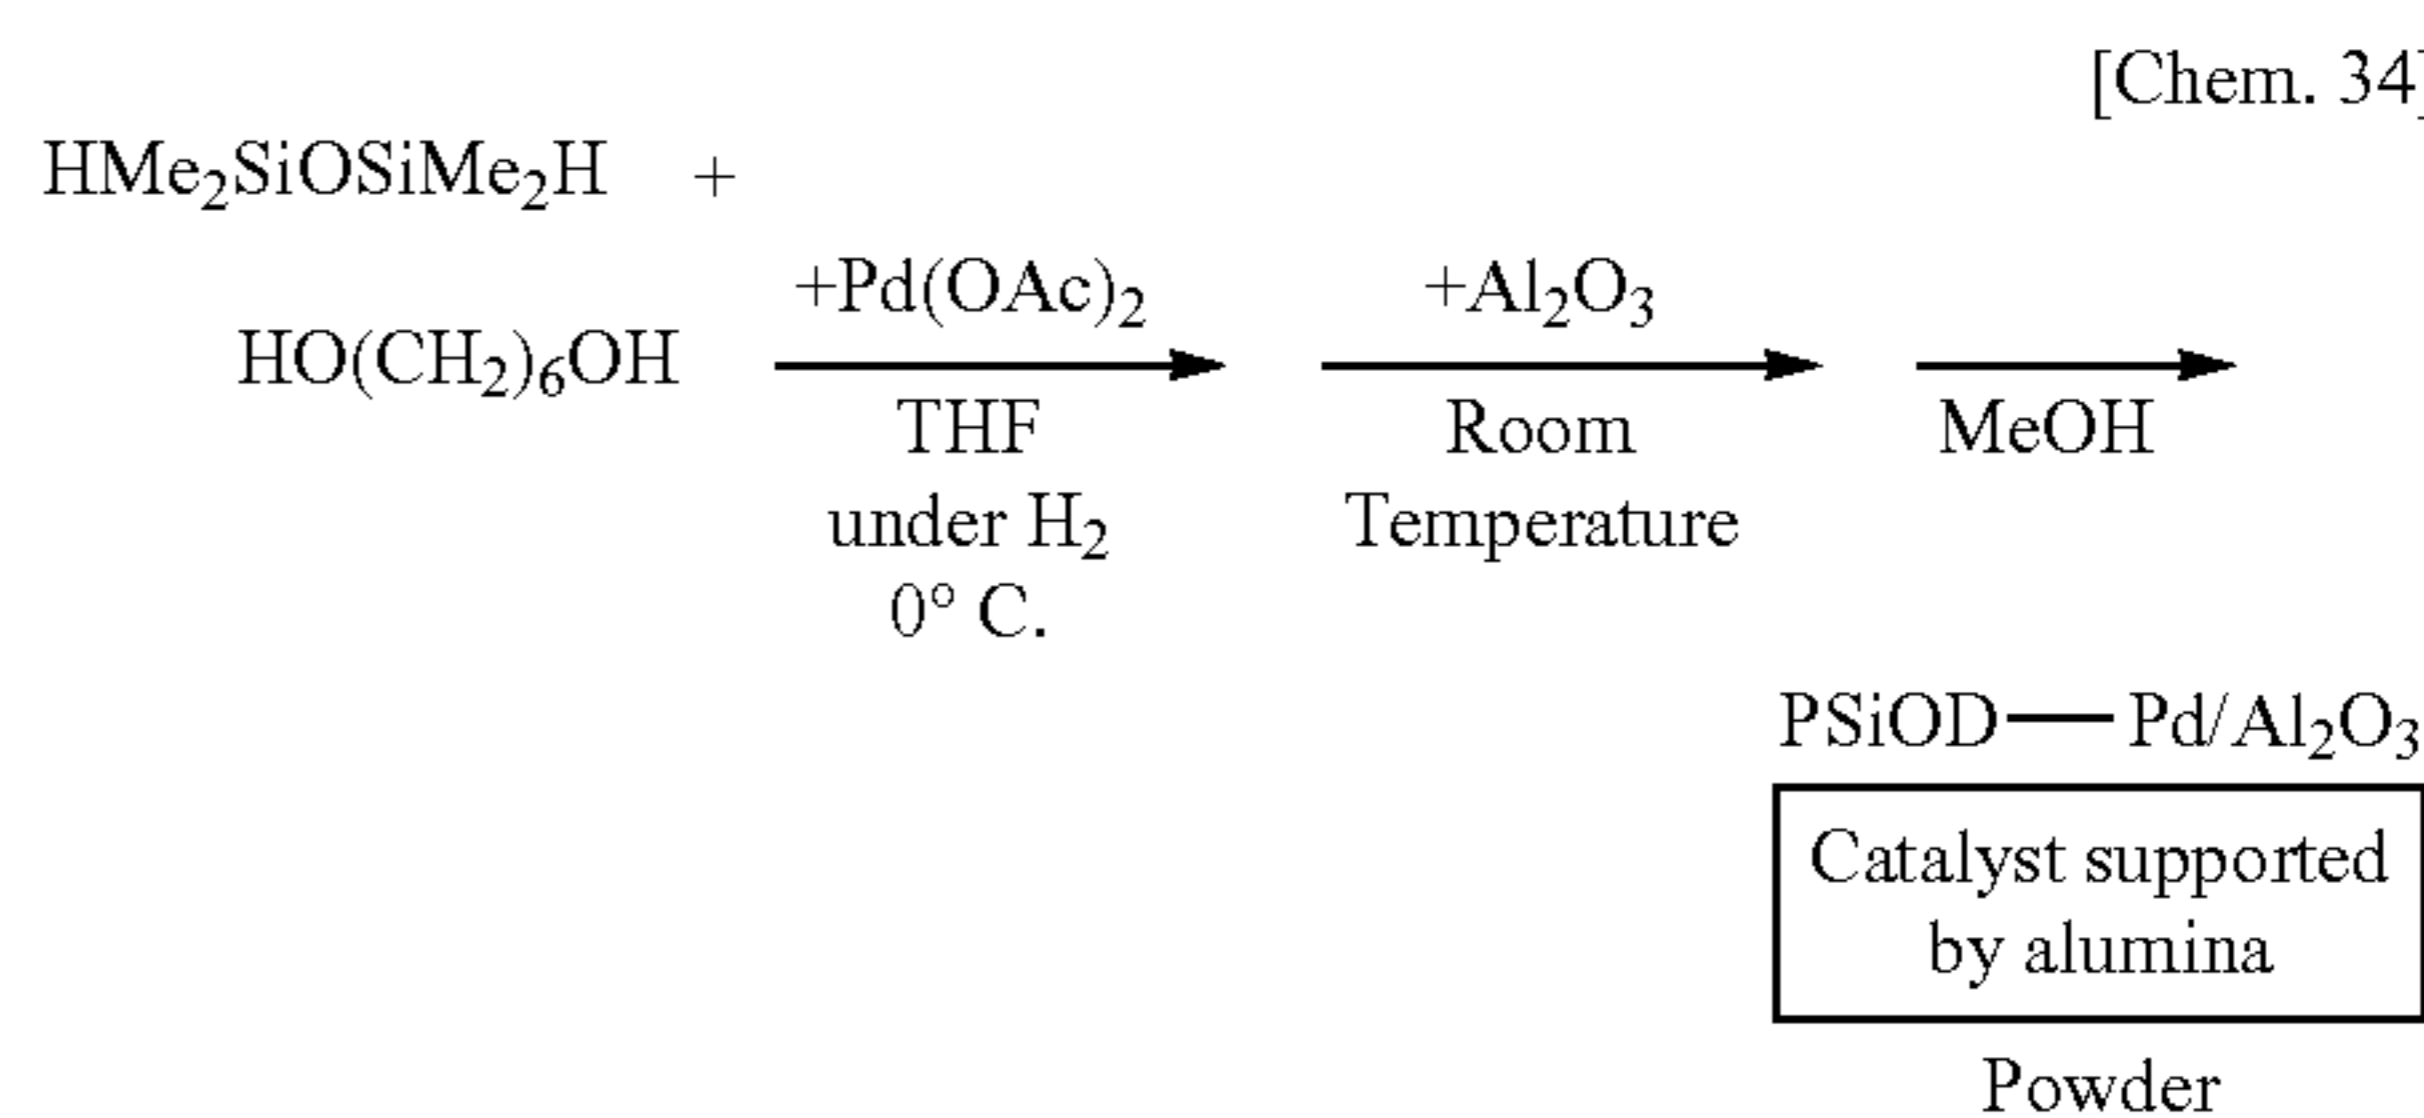 [Chem. 34]
HMe₂SiOSiMe₂H +
HO(CH₂)₆OH
+Pd(OAc)₂
THF
under H₂
0° C.
+Al₂O₃
Room
Temperature
MeOH
PSiOD—Pd/Al₂O₃
Catalyst supported
by alumina
Powder